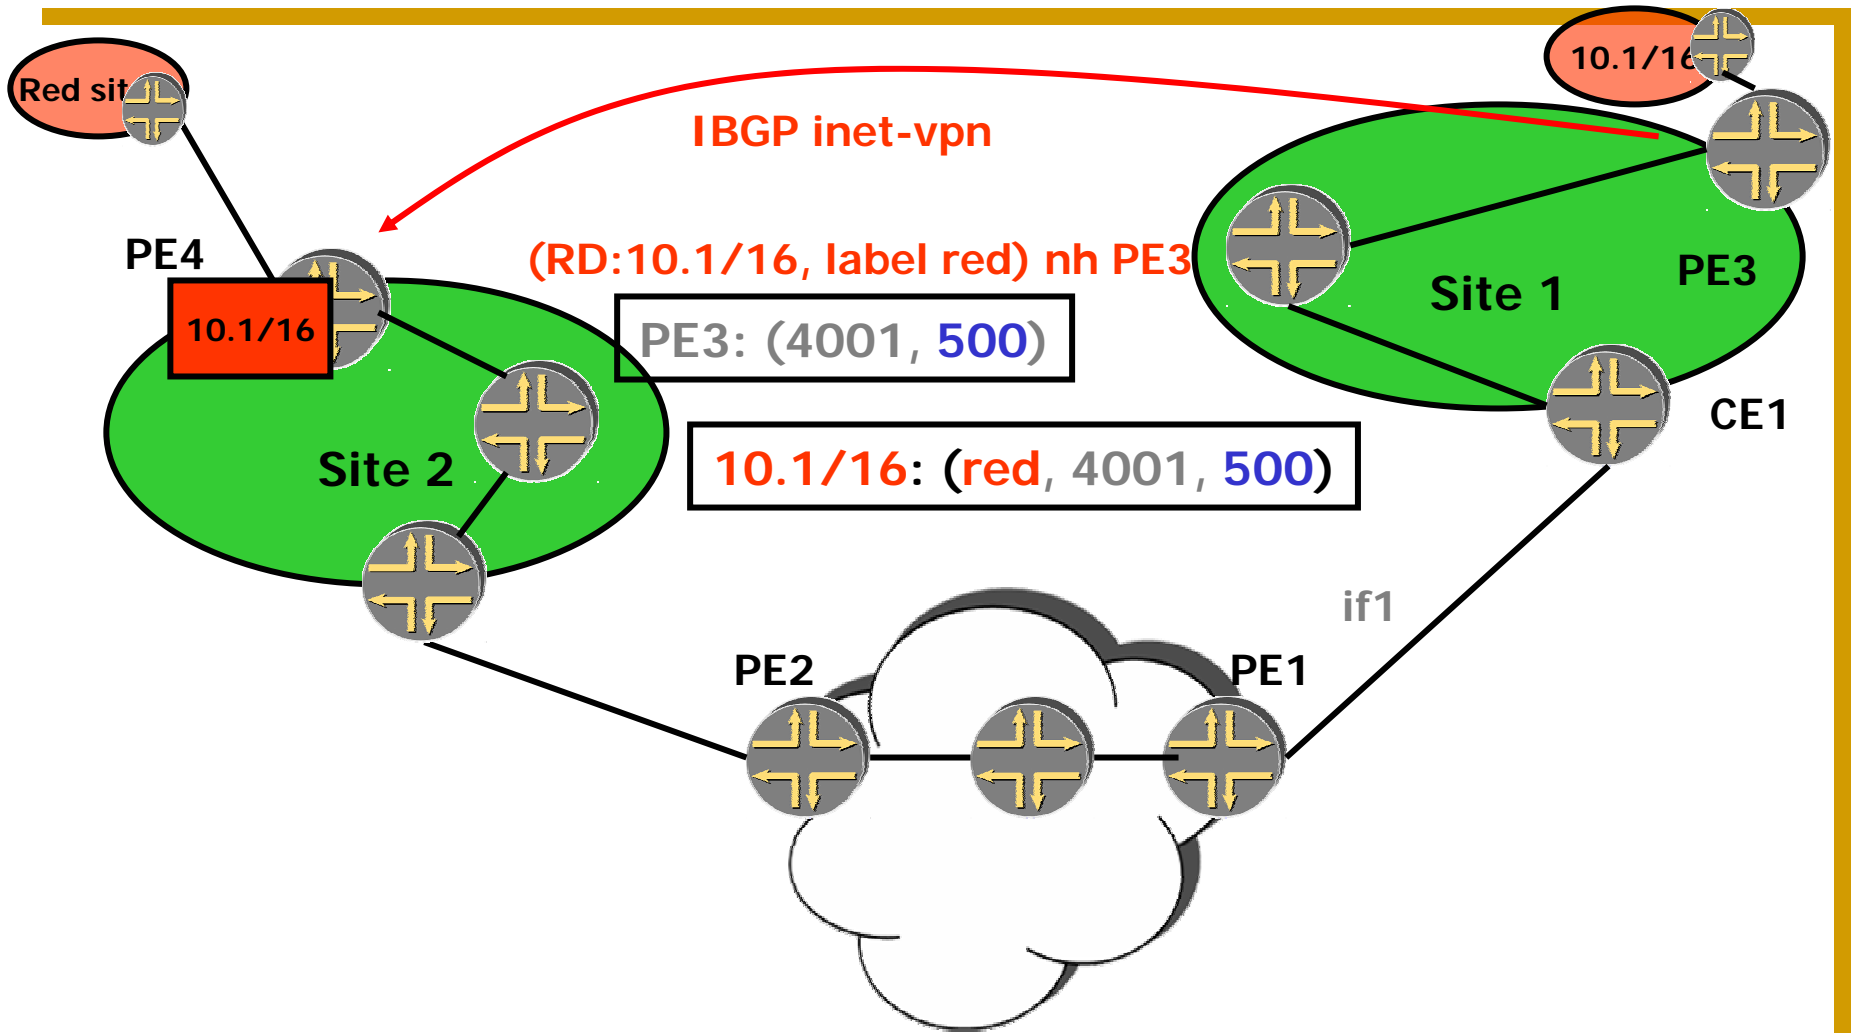 10.1/16
Red sit
IBGP inet-vpn
PE4
(RD:10.1/16, label red) nh PE3
PE3
Site 1
10.1/16
PE3: (4001, 500)
CE1
Site 2
10.1/16: (red, 4001, 500)
if1
PE2
PE1